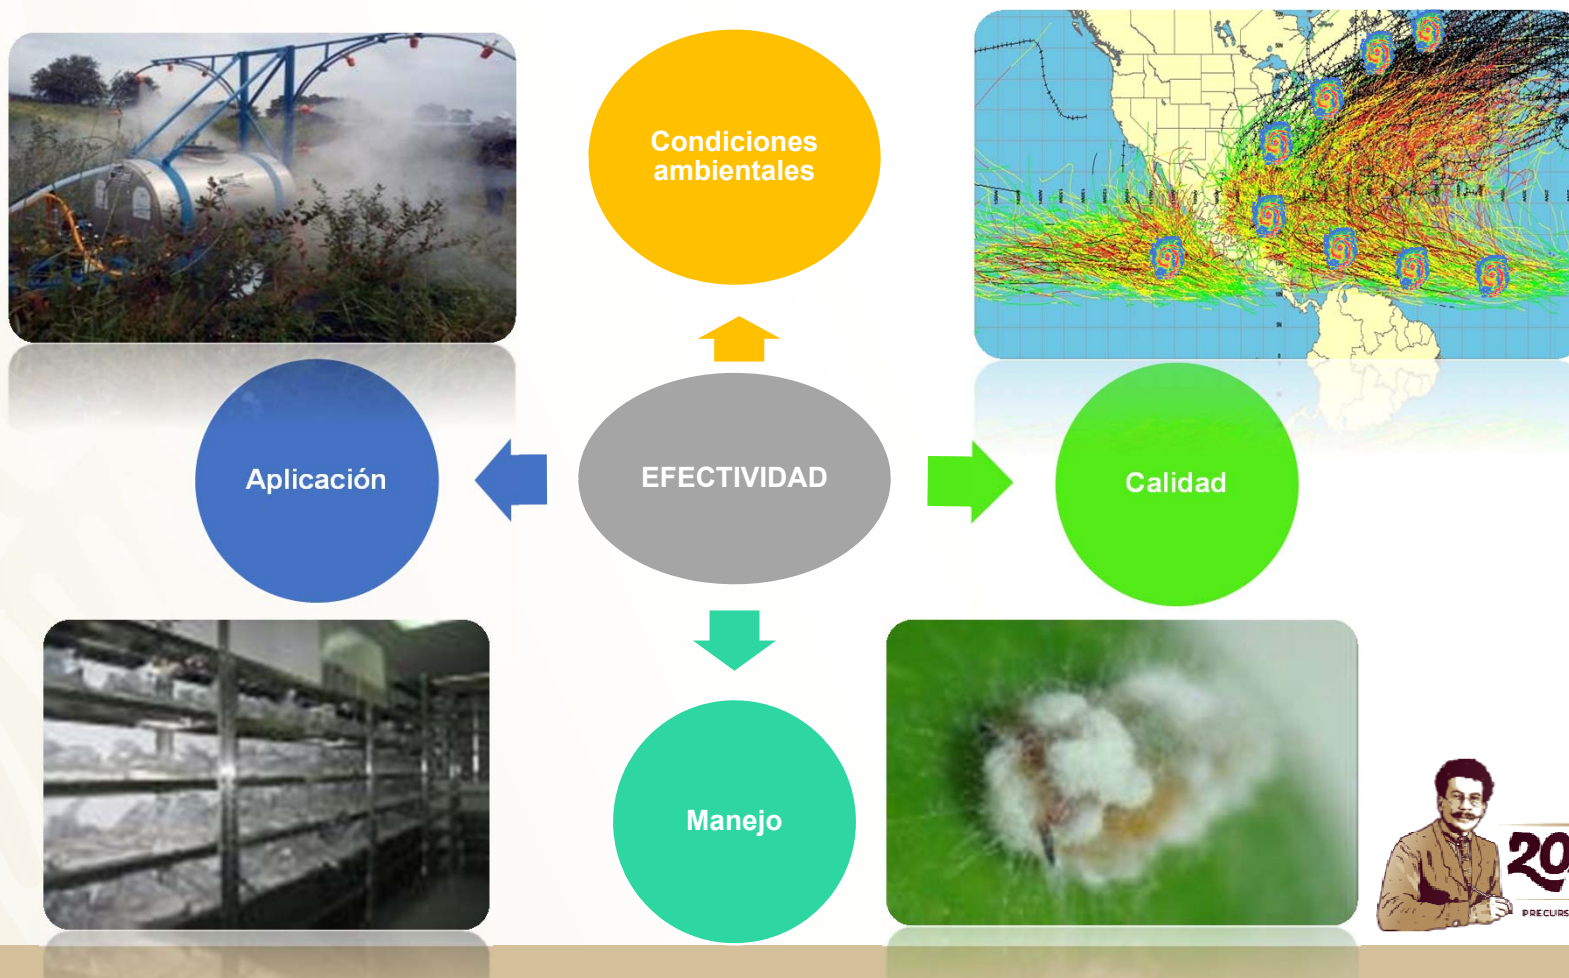 Condiciones
ambientales
Aplicación
EFECTIVIDAD
Calidad
Manejo
20
PRECURS